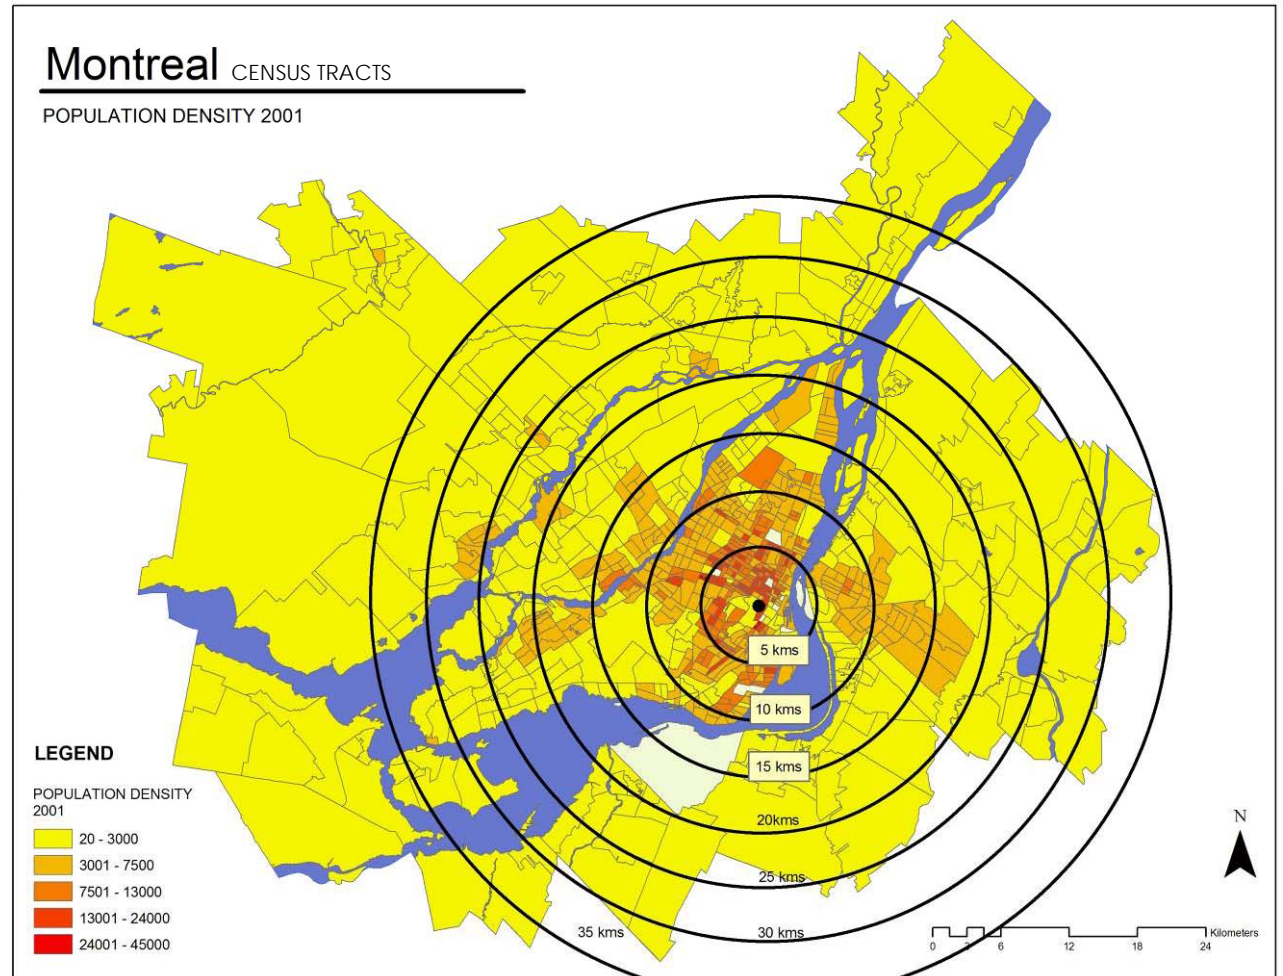 Montreal CENSUS TRACTS
POPULATION DENSITY 2001
5 kms
10 kms
15 kms
20kms
25 kms
30 kms
35 kms
LEGEND
POPULATION DENSITY
2001
20 - 3000
3001 - 7500
7501 - 13000
13001 - 24000
24001 - 45000
N
Kilometers
0 3 6 12 18 24